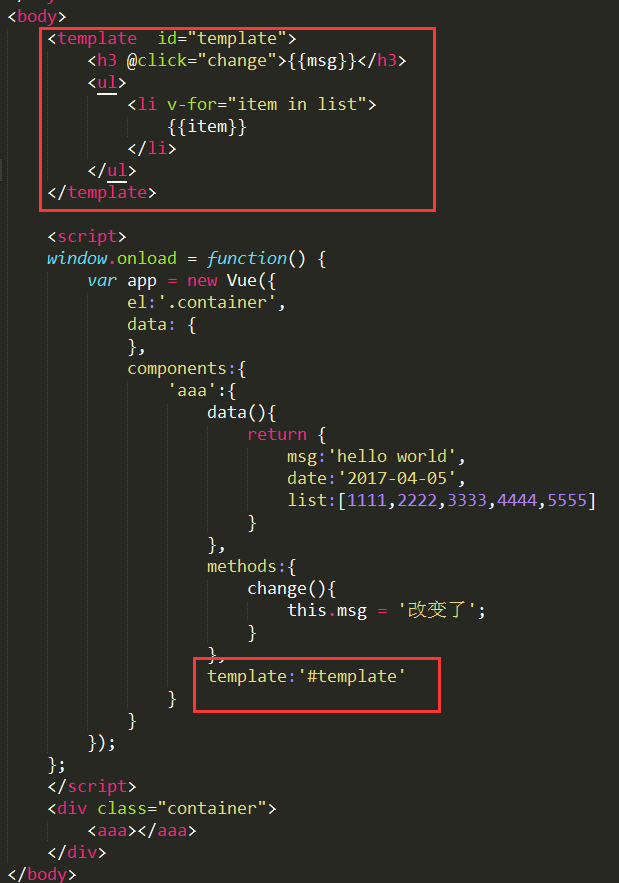 <body>
<template  id="template">
<h3 @click="change">{{msg}}</h3>
<ul>
<li v-for="item in list">
{{item}}
</li>
</ul>
</template>
<script>
window.onload = function() {
var app = new Vue({
el:'.container',
data: {
},
components:{
'aaa':{
data(){
return {
msg:'hello world',
date:'2017-04-05',
list:[1111,2222,3333,4444,5555]
}
},
methods:{
change(){
this.msg = '改变了';
}
},
template:'#template'
}
}
});
};
</script>
<div class="container">
<aaa></aaa>
</div>
</body>